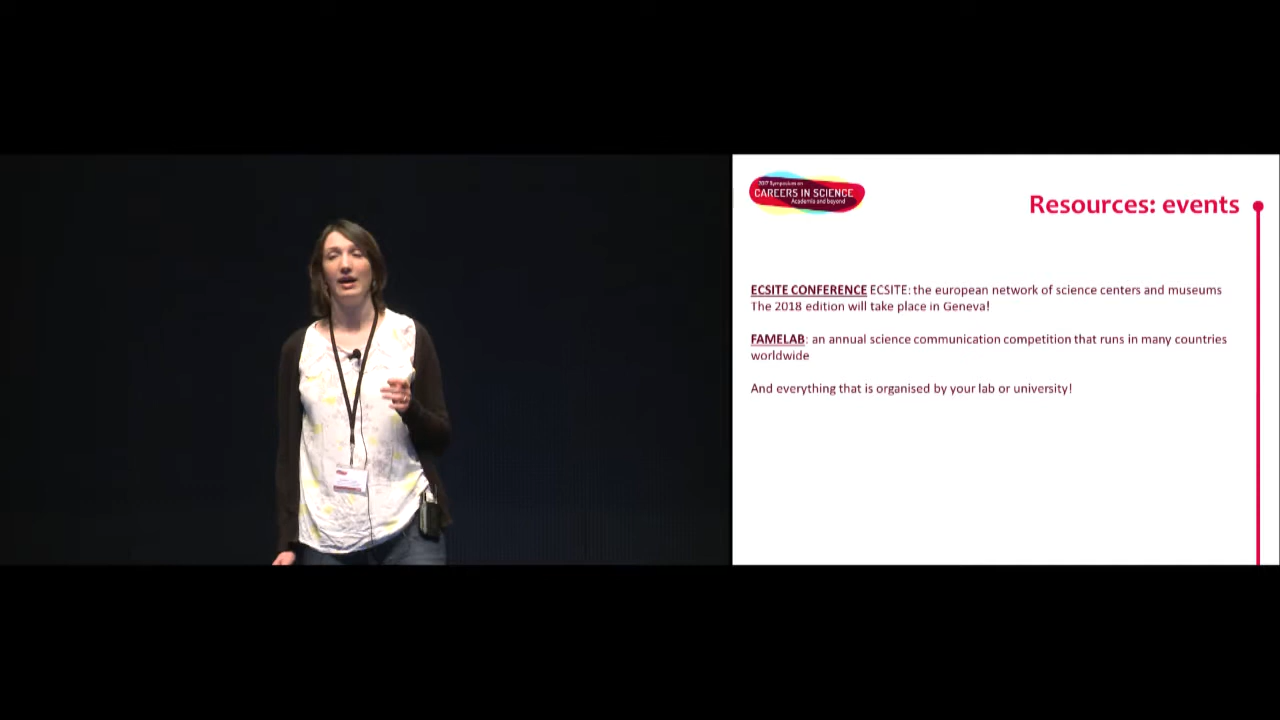 2017 Symposium on
CAREERS IN SCIENCE
Academia and beyond
Resources: events
ECSITE CONFERENCE ECSITE: the european network of science centers and museums
The 2018 edition will take place in Geneva!
FAMELAB: an annual science communication competition that runs in many countries
worldwide
And everything that is organised by your lab or university!